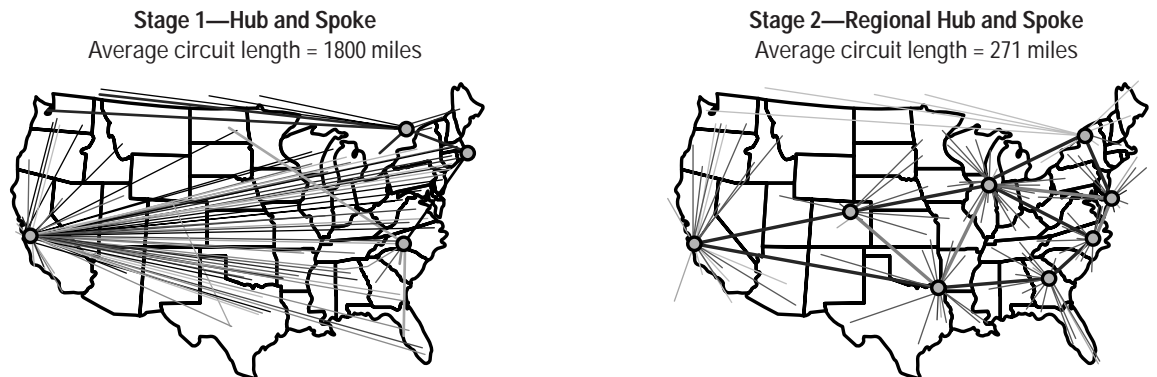 Stage 1—Hub and Spoke
Average circuit length = 1800 miles
Stage 2—Regional Hub and Spoke
Average circuit length = 271 miles